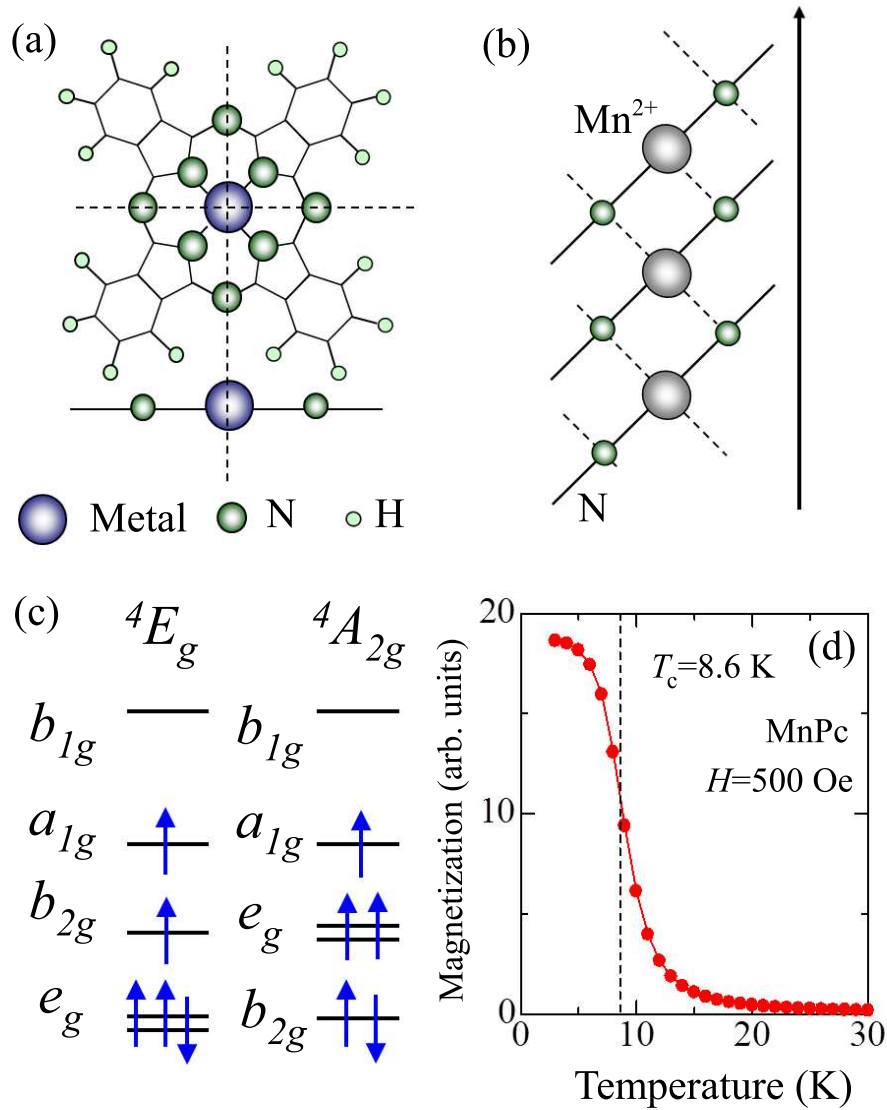 (a)
(b)
Mn2+
N
Metal N H
(c)
4Eg 4A2g
b1g b1g
a1g a1g
b2g eg
eg b2g
(d)
Tc=8.6 K
MnPc
H=500 Oe
Magnetization (arb. units)
20
10
0
0 10 20 30
Temperature (K)